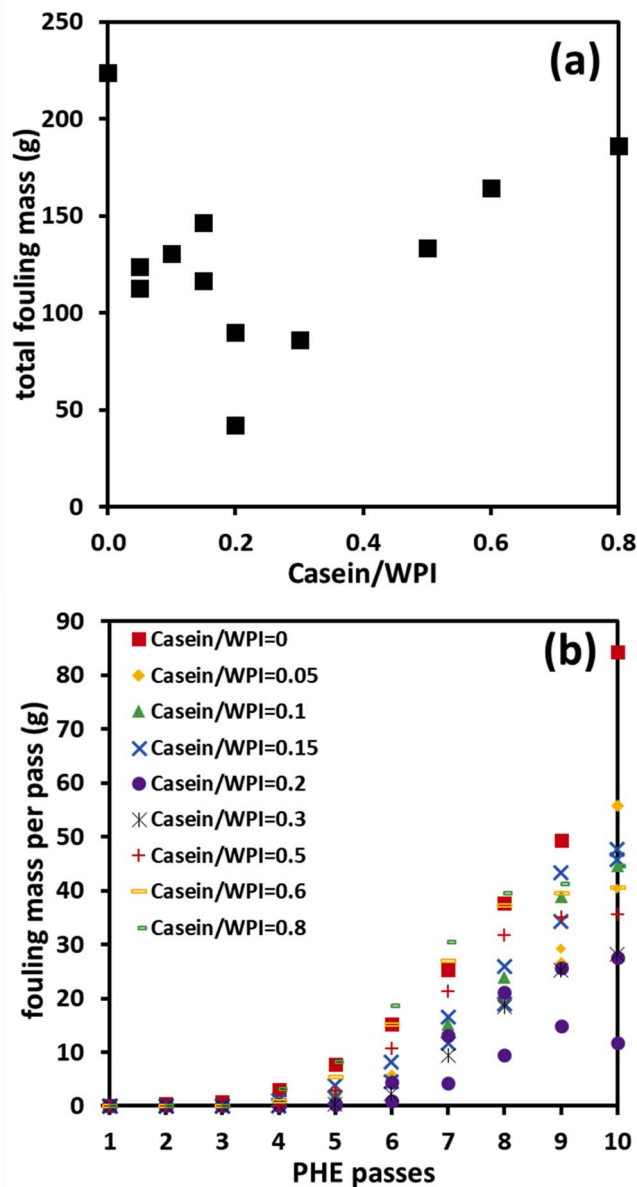 (a)
total fouling mass (g)
250
200
150
100
50
0
0.0 0.2 0.4 0.6 0.8
Casein/WPI
(b)
fouling mass per pass (g)
90
80
70
60
50
40
30
20
10
0
Casein/WPI=0
Casein/WPI=0.05
Casein/WPI=0.1
Casein/WPI=0.15
Casein/WPI=0.2
Casein/WPI=0.3
Casein/WPI=0.5
Casein/WPI=0.6
Casein/WPI=0.8
1 2 3 4 5 6 7 8 9 10
PHE passes